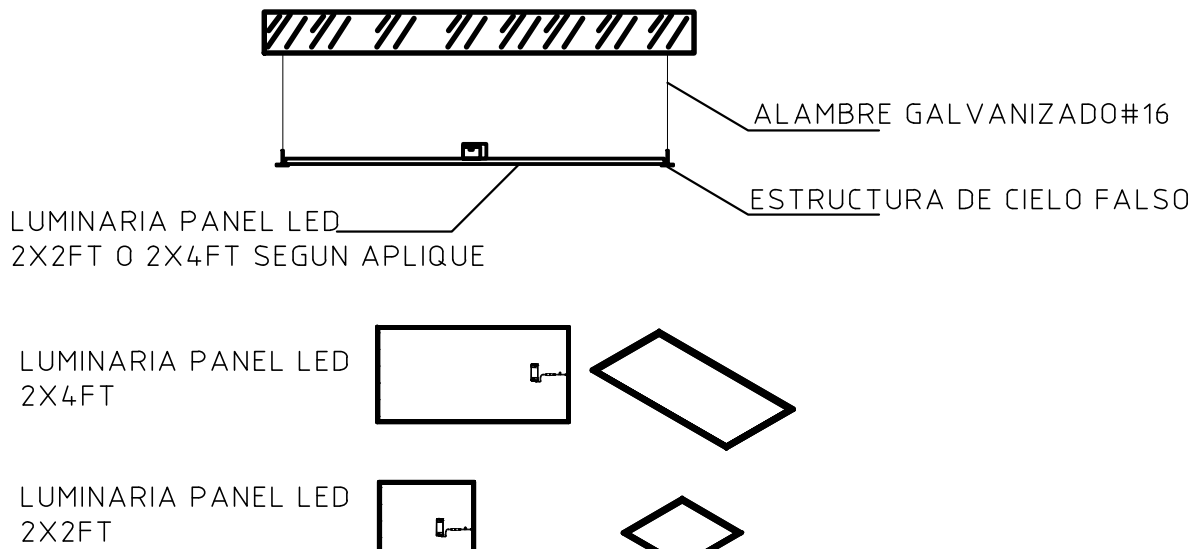 ALAMBRE GALVANIZADO#16
ESTRUCTURA DE CIELO FALSO
LUMINARIA PANEL LED
2X2FT O 2X4FT SEGUN APLIQUE
LUMINARIA PANEL LED
2X4FT
LUMINARIA PANEL LED
2X2FT